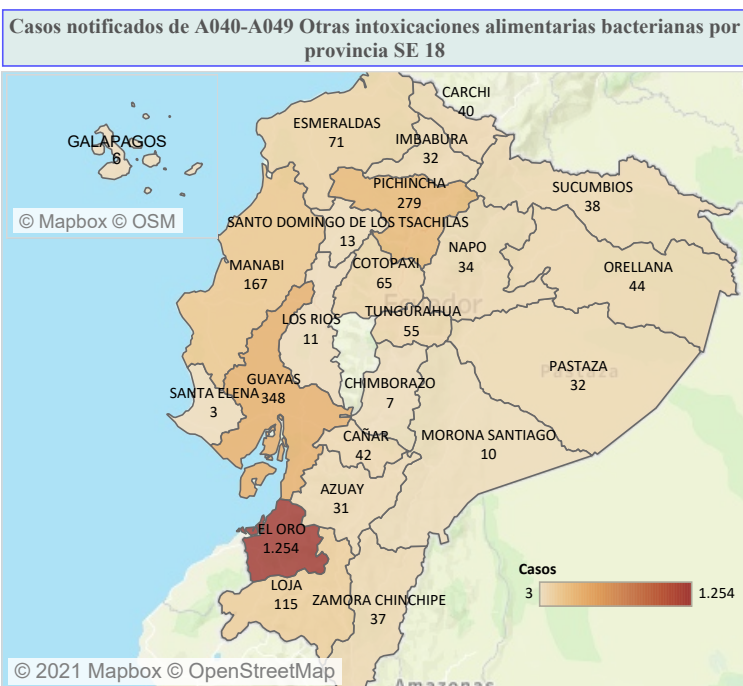 Casos notificados de A040-A049 Otras intoxicaciones alimentarias bacterianas por
provincia SE 18
CARCHI
40
ESMERALDAS
71
IMBABURA
32
GALAPAGOS
6
PICHINCHA
279
SUCUMBIOS
38
© Mapbox © OSM
SANTO DOMINGO DE LOS TSACHILAS
13
NAPO
34
MANABI
167
COTOPAXI
65
ORELLANA
44
Ecuador
TUNGURAHUA
55
LOS RIOS
11
PASTAZA
32
Pastaza
GUAYAS
348
CHIMBORAZO
7
SANTA ELENA
3
CAÑAR
42
MORONA SANTIAGO
10
AZUAY
31
EL ORO
1.254
Casos
3
1.254
LOJA
115
ZAMORA CHINCHIPE
37
© 2021 Mapbox © OpenStreetMap
Amazonas